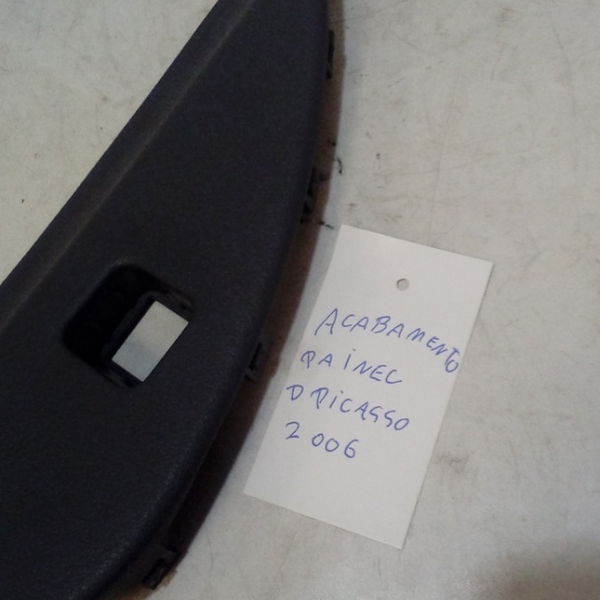 ACABAMENTO
PAINEL
D PICASSO
2006